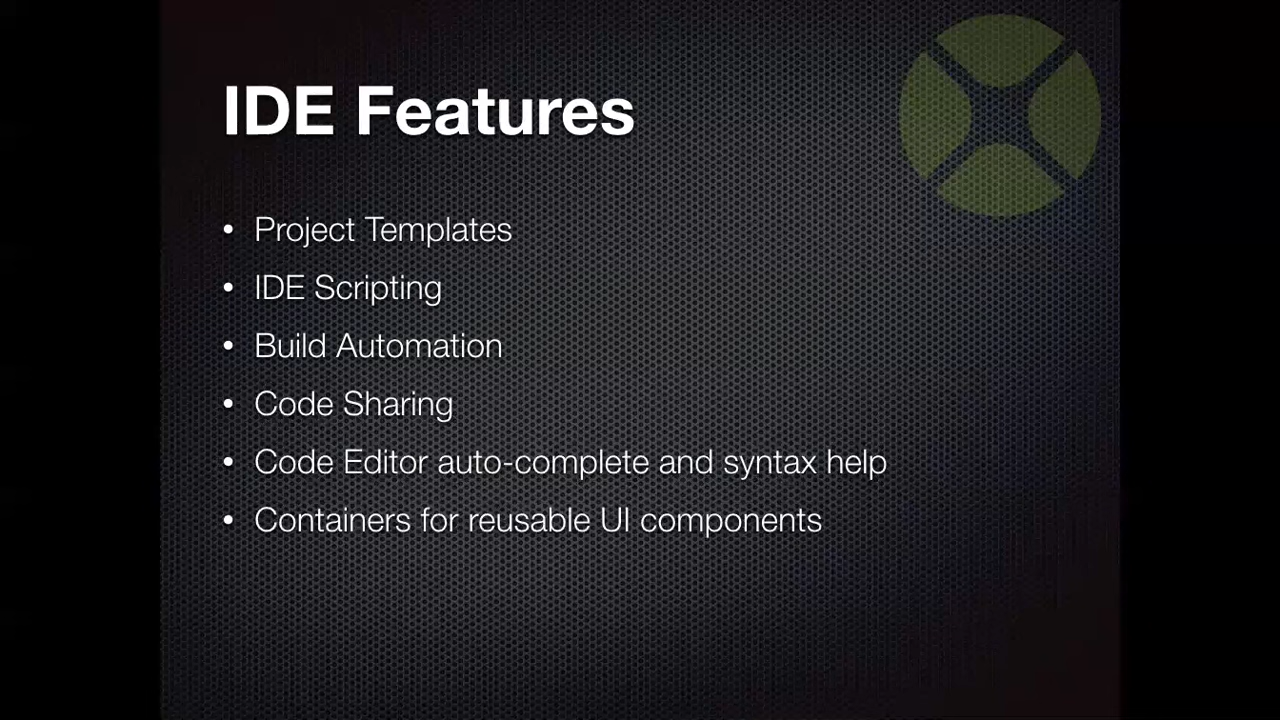 IDE Features
• Project Templates
• IDE Scripting
• Build Automation
• Code Sharing
• Code Editor auto-complete and syntax help
• Containers for reusable UI components